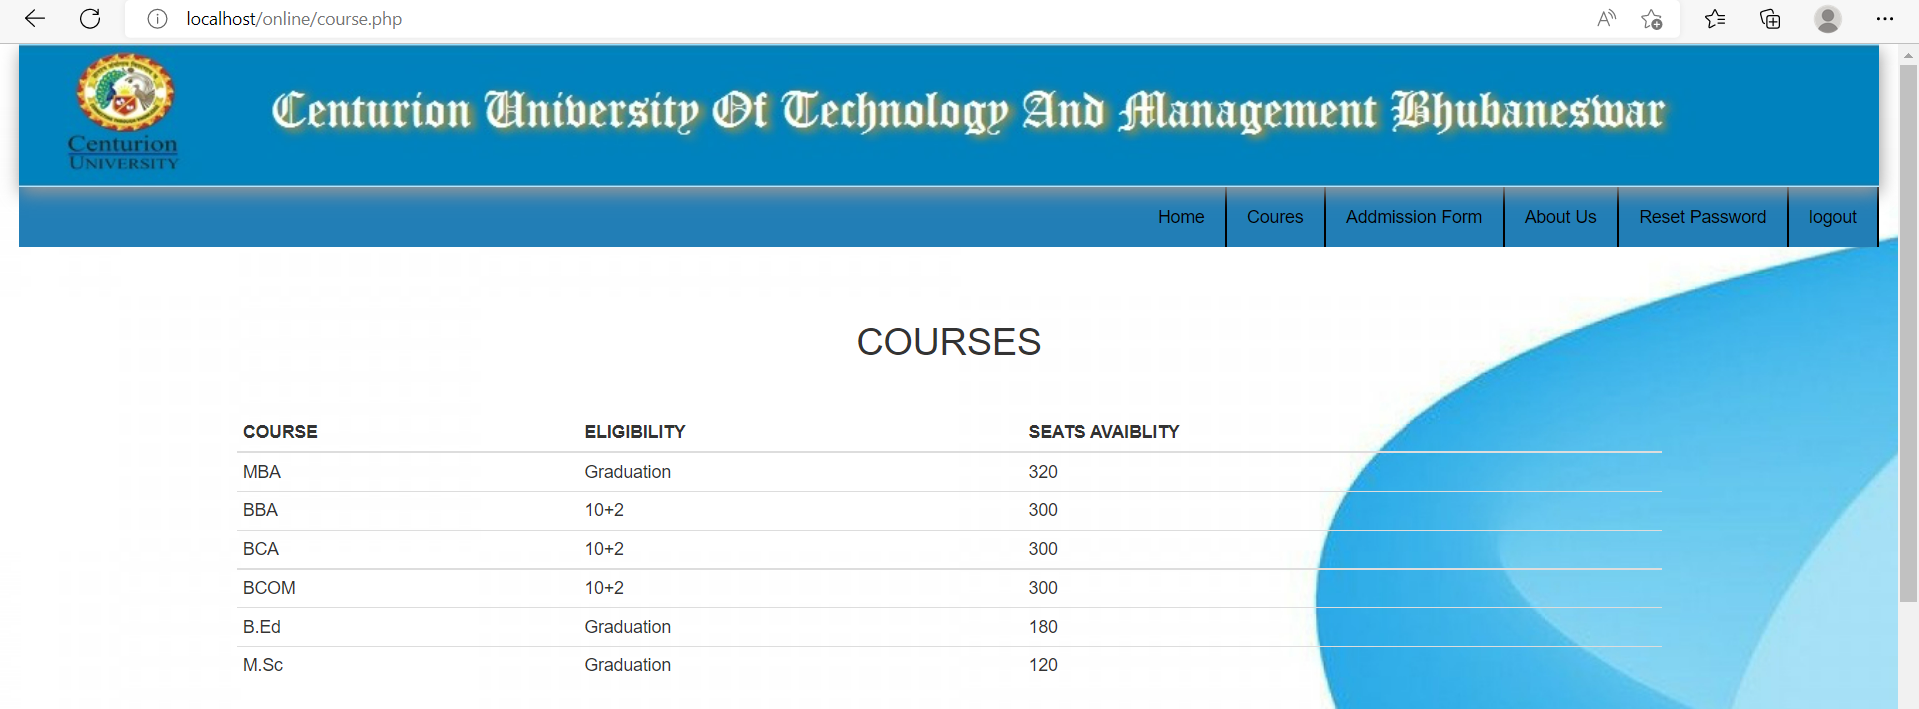 localhost/online/course.php
Centurion University Of Technology And Management Bhubaneswar
Centurion
UNIVERSITY
Home Coures Addmission Form About Us Reset Password logout
COURSES
COURSE ELIGIBILITY SEATS AVAIBLITY
MBA Graduation 320
BBA 10+2 300
BCA 10+2 300
BCOM 10+2 300
B.Ed Graduation 180
M.Sc Graduation 120